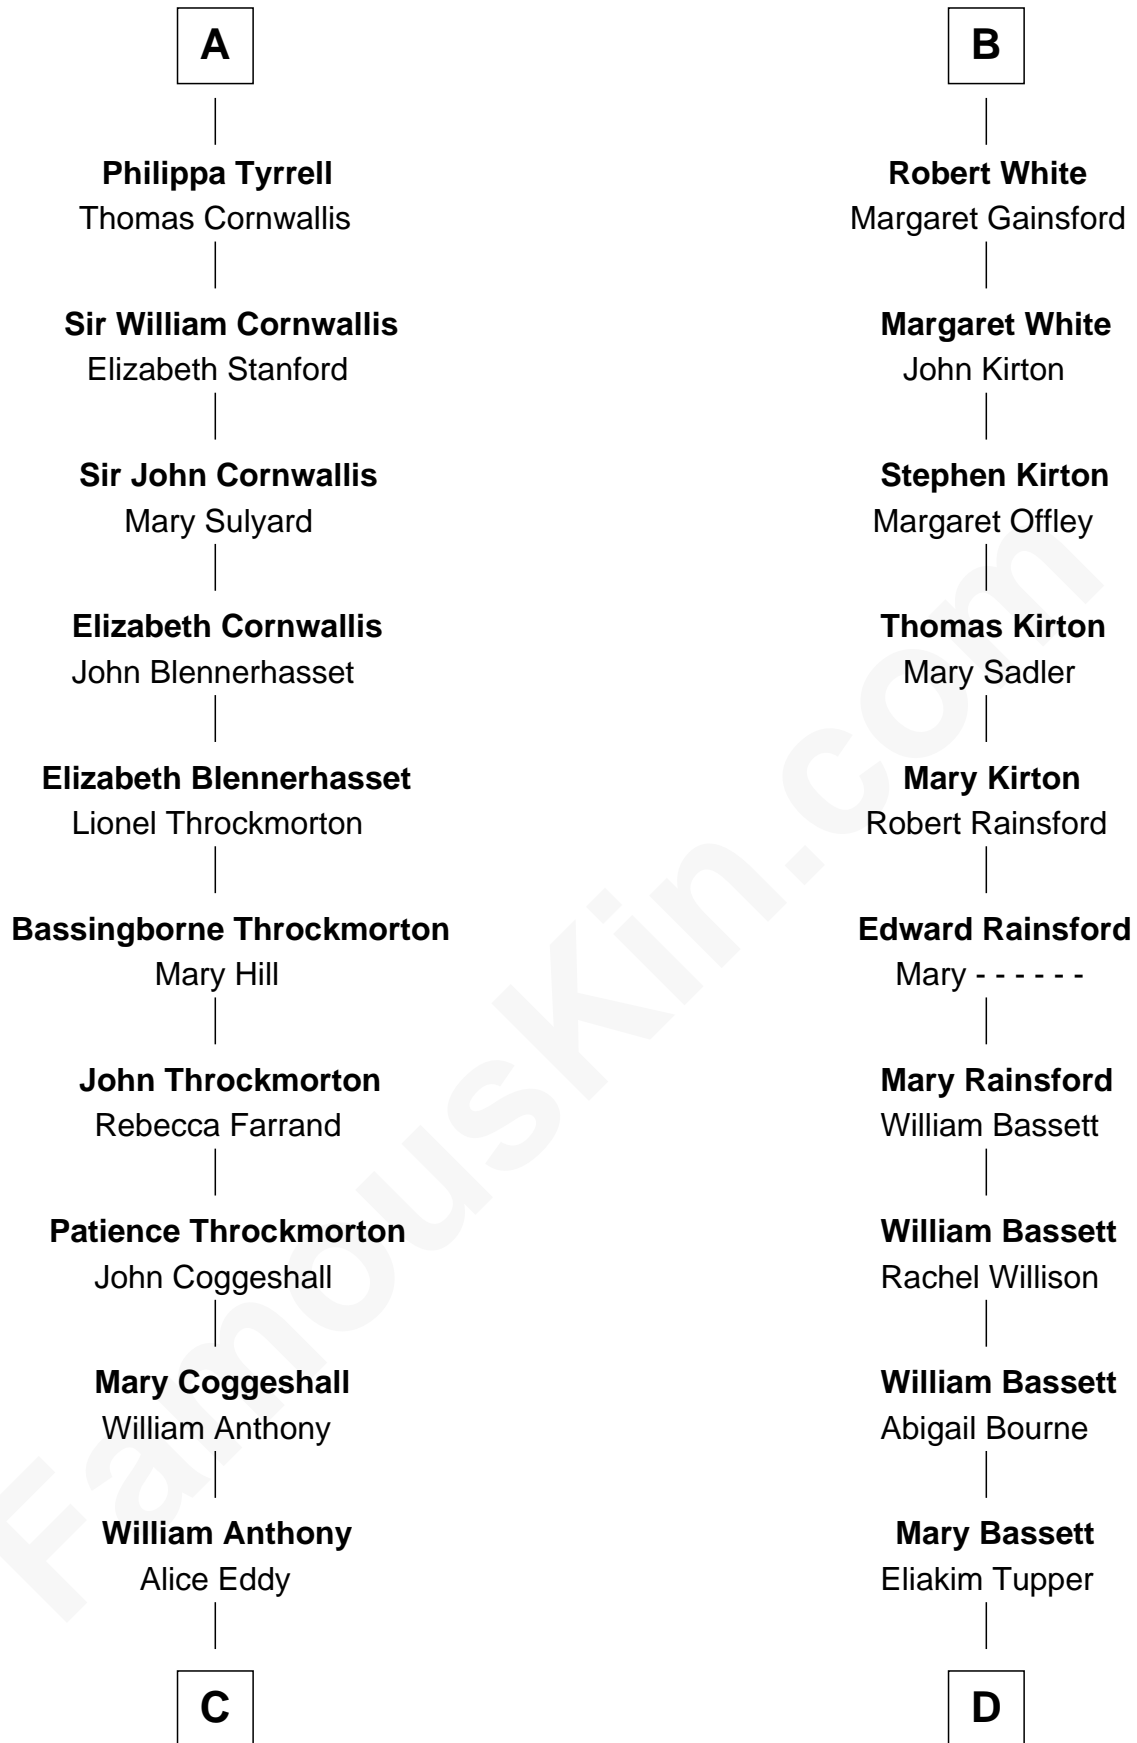 A
Philippa Tyrrell
Thomas Cornwallis
Sir William Cornwallis
Elizabeth Stanford
Sir John Cornwallis
Mary Sulyard
Elizabeth Cornwallis
John Blennerhasset
Elizabeth Blennerhasset
Lionel Throckmorton
Bassingborne Throckmorton
Mary Hill
John Throckmorton
Rebecca Farrand
Patience Throckmorton
John Coggeshall
Mary Coggeshall
William Anthony
William Anthony
Alice Eddy
C
B
Robert White
Margaret Gainsford
Margaret White
John Kirton
Stephen Kirton
Margaret Offley
Thomas Kirton
Mary Sadler
Mary Kirton
Robert Rainsford
Edward Rainsford
Mary - - - - - -
Mary Rainsford
William Bassett
William Bassett
Rachel Willison
William Bassett
Abigail Bourne
Mary Bassett
Eliakim Tupper
D
FamousKin.com